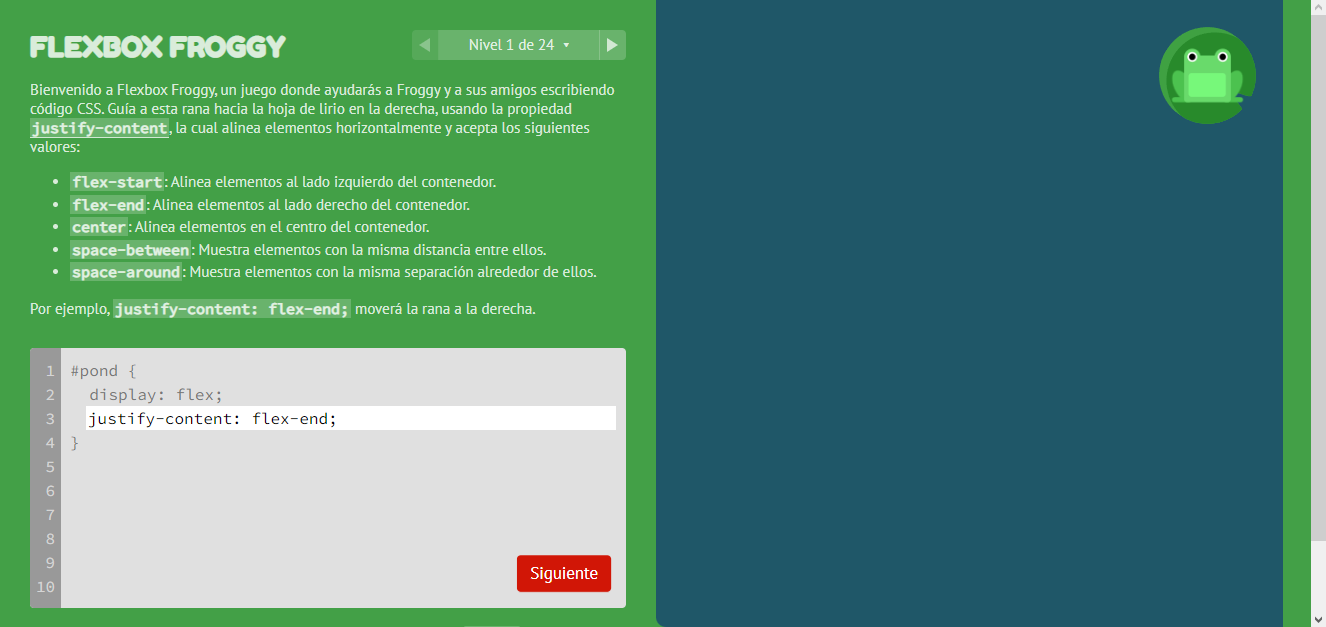 FLEXBOX FROGGY
Nivel 1 de 24
Bienvenido a Flexbox Froggy, un juego donde ayudarás a Froggy y a sus amigos escribiendo
código CSS. Guía a esta rana hacia la hoja de lirio en la derecha, usando la propiedad
justify-content, la cual alinea elementos horizontalmente y acepta los siguientes
valores:
• flex-start: Alinea elementos al lado izquierdo del contenedor.
• flex-end: Alinea elementos al lado derecho del contenedor.
• center: Alinea elementos en el centro del contenedor.
• space-between: Muestra elementos con la misma distancia entre ellos.
• space-around: Muestra elementos con la misma separación alrededor de ellos.
Por ejemplo, justify-content: flex-end; moverá la rana a la derecha.
1 #pond {
2 display: flex;
3 justify-content: flex-end;
4 }
5
6
7
8
9
10
Siguiente